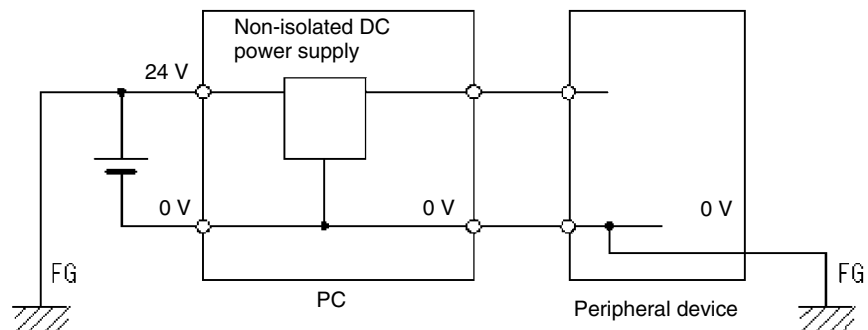 Non-isolated DC
power supply
24 V
0 V
0 V
0 V
FG
FG
PC
Peripheral device